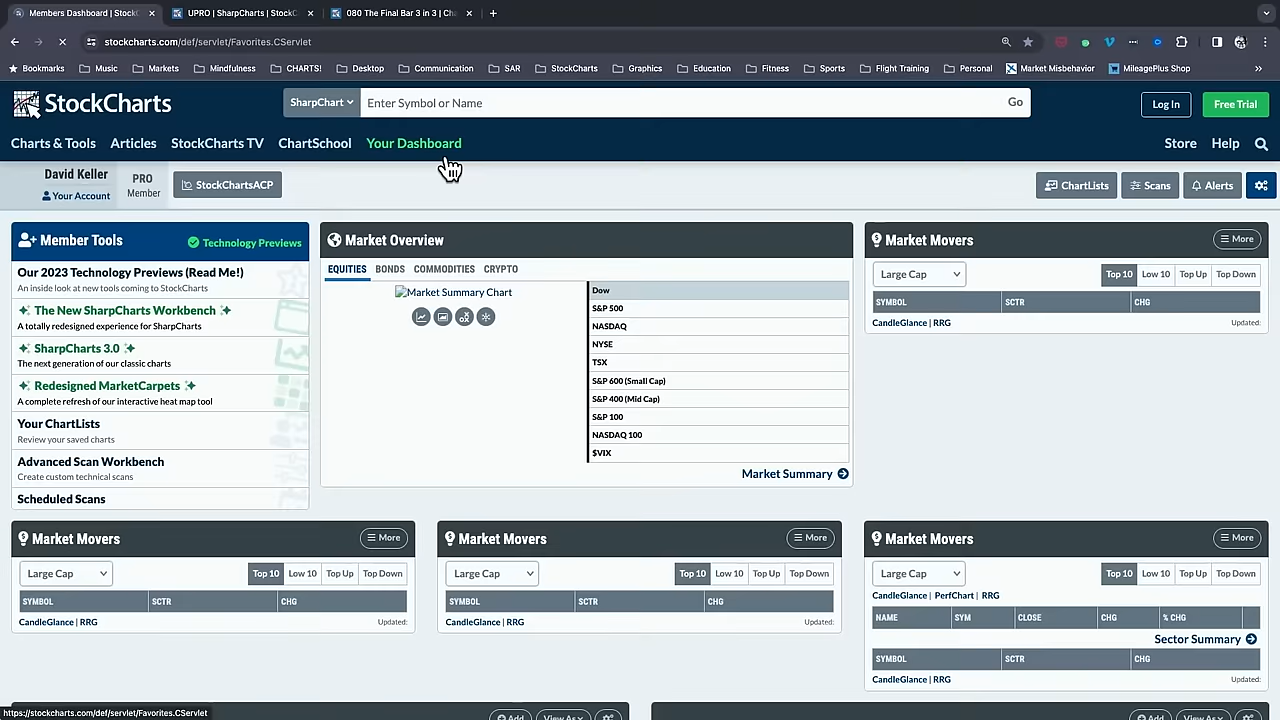 Members Dashboard | Stock
UPRO | SharpCharts | StockC
080 The Final Bar 3 in 3 | Cha
stockcharts.com/def/servlet/Favorites.CServlet
Bookmarks Music Markets Mindfulness CHARTS! Desktop Communication SAR StockCharts Graphics Education Fitness Sports Flight Training Personal Market Misbehavior MileagePlus Shop »
StockCharts
SharpChart Enter Symbol or Name Go
Log In Free Trial
Charts & Tools Articles StockCharts TV ChartSchool Your Dashboard Store Help
David Keller
Your Account
PRO
Member
StockChartsACP
ChartLists Scans Alerts
Member Tools Technology Previews
Our 2023 Technology Previews (Read Me!)
An inside look at new tools coming to StockCharts
The New SharpCharts Workbench
A totally redesigned experience for SharpCharts
SharpCharts 3.0
The next generation of our classic charts
Redesigned MarketCarpets
A complete refresh of our interactive heat map tool
Your ChartLists
Review your saved charts
Advanced Scan Workbench
Create custom technical scans
Scheduled Scans
Market Overview
EQUITIES BONDS COMMODITIES CRYPTO
Market Summary Chart
Dow
S&P 500
NASDAQ
NYSE
TSX
S&P 600 (Small Cap)
S&P 400 (Mid Cap)
S&P 100
NASDAQ 100
$VIX
Market Summary
Market Movers More
Large Cap Top 10 Low 10 Top Up Top Down
SYMBOL SCTR CHG
CandleGlance | RRG Updated:
Market Movers More
Large Cap Top 10 Low 10 Top Up Top Down
SYMBOL SCTR CHG
CandleGlance | RRG Updated:
Market Movers More
Large Cap Top 10 Low 10 Top Up Top Down
SYMBOL SCTR CHG
CandleGlance | RRG Updated:
Market Movers More
Large Cap Top 10 Low 10 Top Up Top Down
CandleGlance | PerfChart | RRG
NAME SYM CLOSE CHG % CHG
Sector Summary
SYMBOL SCTR CHG
CandleGlance | RRG Updated:
https://stockcharts.com/def/servlet/Favorites.CServlet
Add View As
Add View As